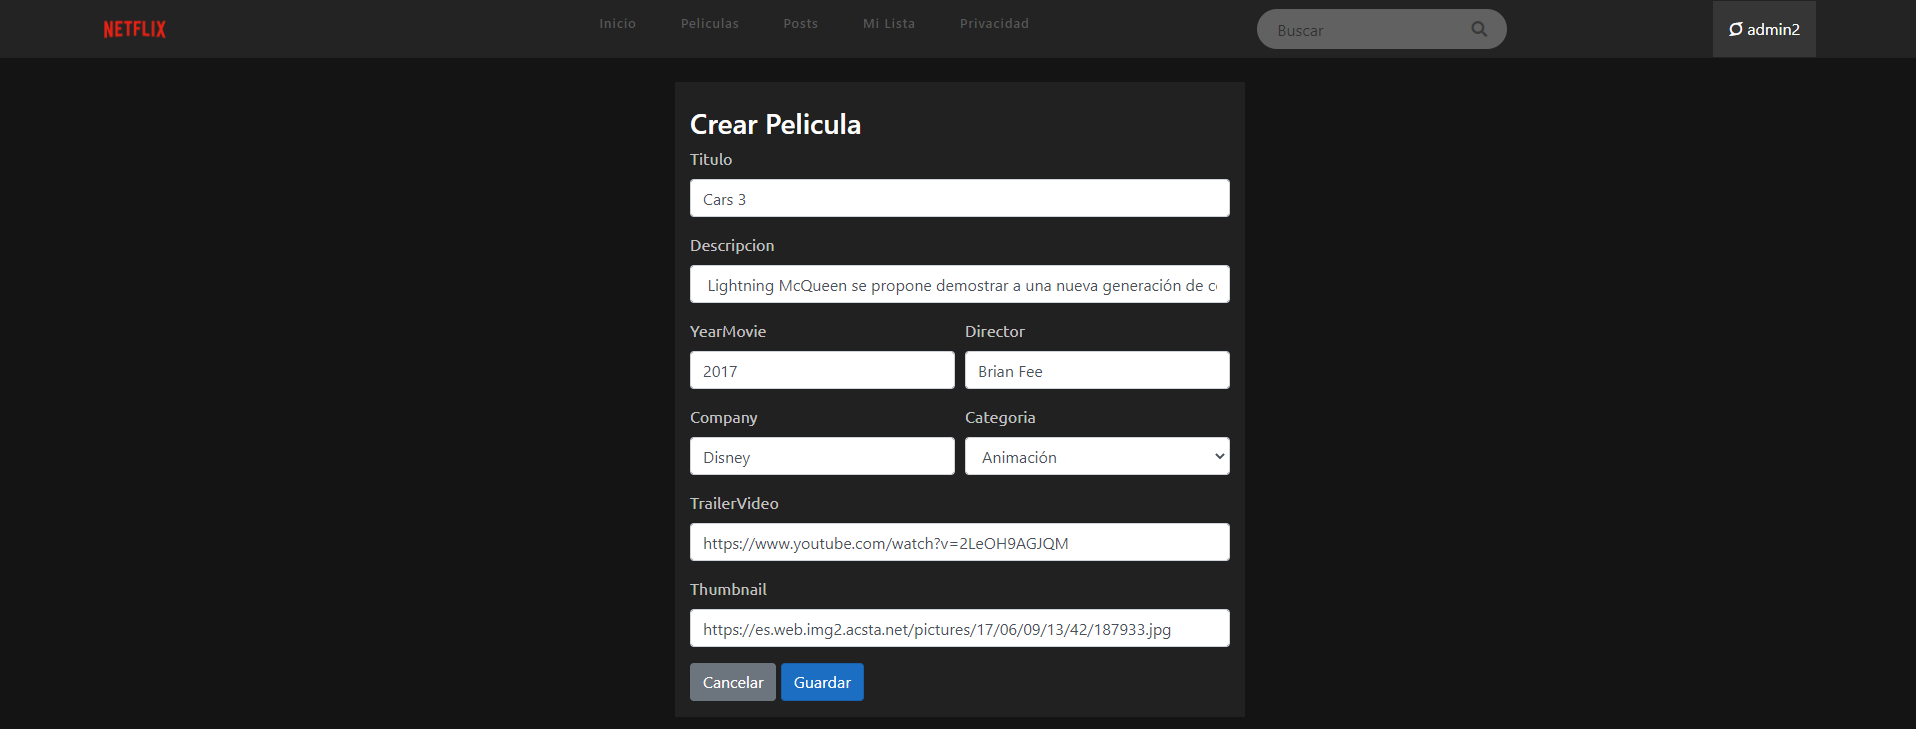 NETFLIX
Inicio Peliculas Posts Mi Lista Privacidad
Buscar
admin2
Crear Pelicula
Titulo
Cars 3
Descripcion
Lightning McQueen se propone demostrar a una nueva generación de
YearMovie Director
2017 Brian Fee
Company Categoria
Disney Animación
TrailerVideo
https://www.youtube.com/watch?v=2LeOH9AGJQM
Thumbnail
https://es.web.img2.acsta.net/pictures/17/06/09/13/42/187933.jpg
Cancelar Guardar